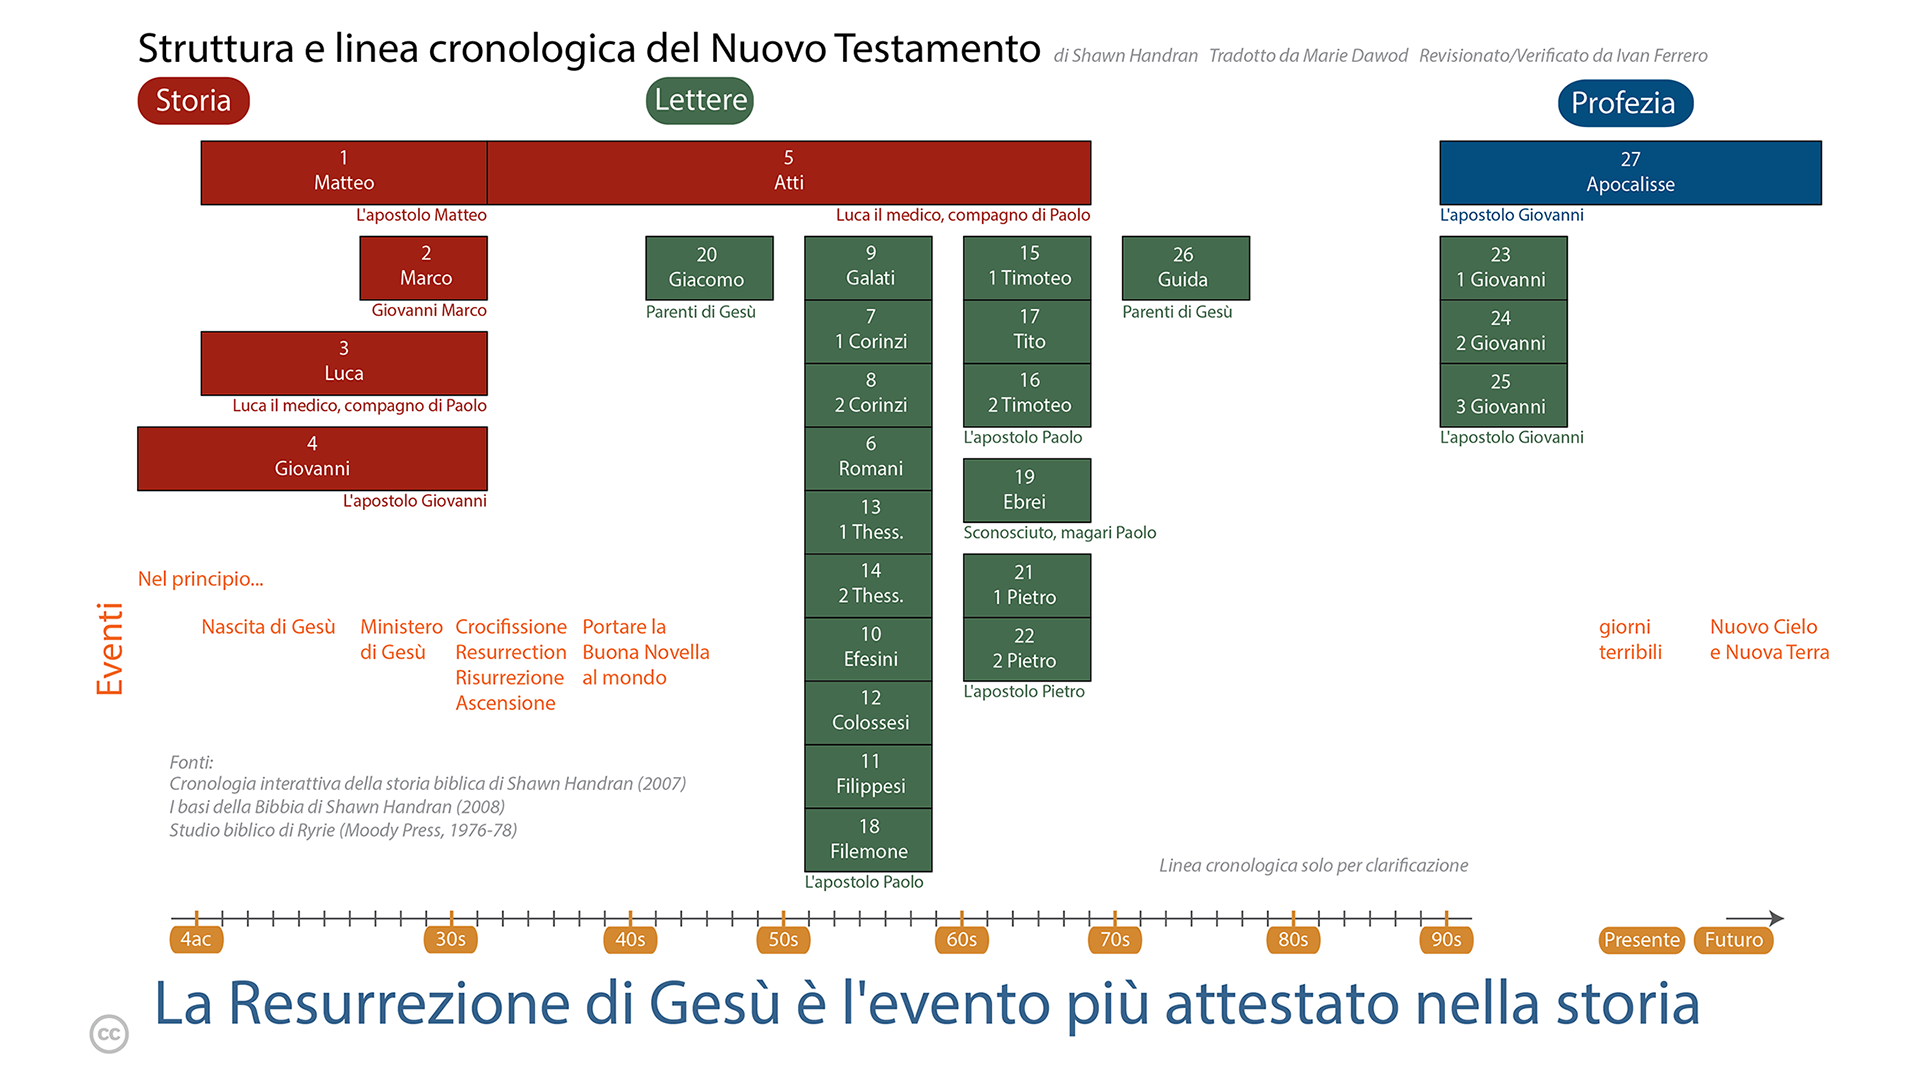 Struttura e linea cronologica del Nuovo Testamento di Shawn Handran Tradotto da Marie Dawod Revisionato/Verificato da Ivan Ferrero
Storia
Lettere
Profezia
1
Matteo
L'apostolo Matteo
5
Atti
Luca il medico, compagno di Paolo
27
Apocalisse
L'apostolo Giovanni
2
Marco
Giovanni Marco
3
Luca
Luca il medico, compagno di Paolo
4
Giovanni
L'apostolo Giovanni
20
Giacomo
Parenti di Gesù
9
Galati
7
1 Corinzi
8
2 Corinzi
6
Romani
13
1 Thess.
14
2 Thess.
10
Efesini
12
Colossesi
11
Filippesi
18
Filemone
L'apostolo Paolo
15
1 Timoteo
17
Tito
16
2 Timoteo
L'apostolo Paolo
19
Ebrei
Sconosciuto, magari Paolo
21
1 Pietro
22
2 Pietro
L'apostolo Pietro
26
Guida
Parenti di Gesù
23
1 Giovanni
24
2 Giovanni
25
3 Giovanni
L'apostolo Giovanni
Eventi
Nel principio...
Nascita di Gesù
Ministero
di Gesù
Crocifissione
Resurrection
Risurrezione
Ascensione
Portare la
Buona Novella
al mondo
giorni
terribili
Nuovo Cielo
e Nuova Terra
Fonti:
Cronologia interattiva della storia biblica di Shawn Handran (2007)
I basi della Bibbia di Shawn Handran (2008)
Studio biblico di Ryrie (Moody Press, 1976-78)
Linea cronologica solo per clarificazione
4ac
30s
40s
50s
60s
70s
80s
90s
Presente
Futuro
La Resurrezione di Gesù è l'evento più attestato nella storia
cc